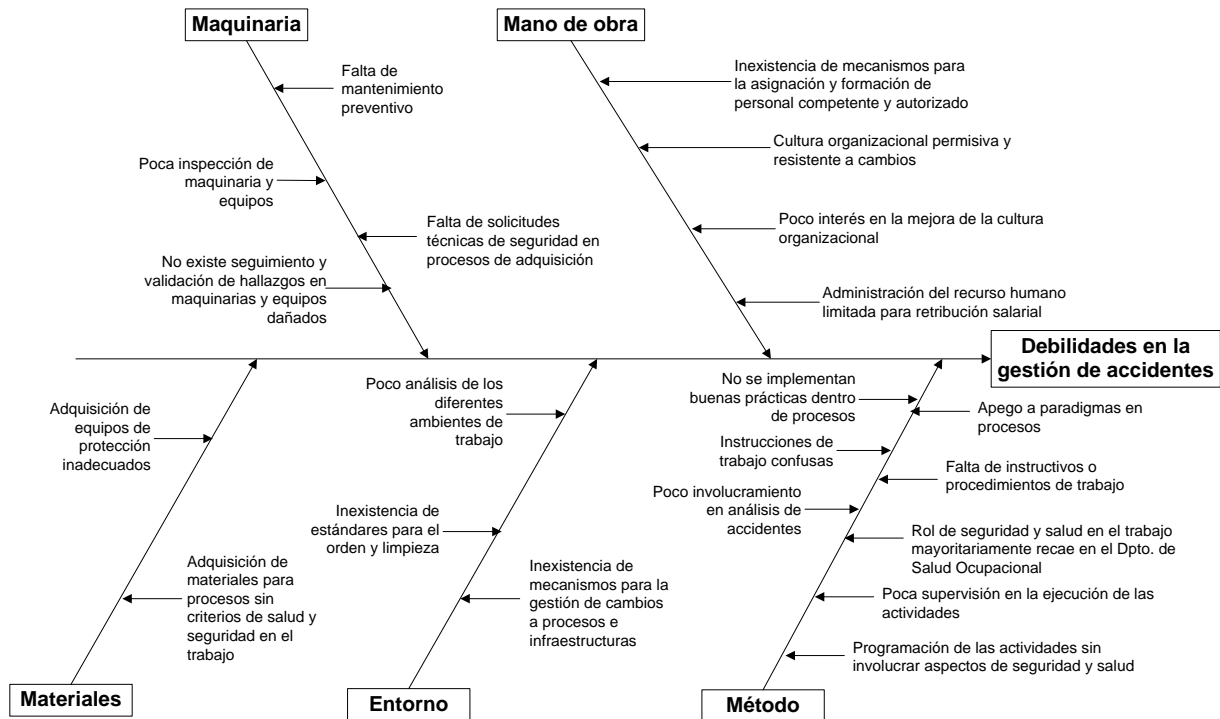 Maquinaria
Mano de obra
Falta de
mantenimiento
preventivo
Poca inspección de
maquinaria y
equipos
Falta de solicitudes
técnicas de seguridad en
procesos de adquisición
No existe seguimiento y
validación de hallazgos en
maquinarias y equipos
dañados
Inexistencia de mecanismos para
la asignación y formación de
personal competente y autorizado
Cultura organizacional permisiva y
resistente a cambios
Poco interés en la mejora de la cultura
organizacional
Administración del recurso humano
limitada para retribución salarial
Debilidades en la
gestión de accidentes
Adquisición de
equipos de
protección
inadecuados
Adquisición de
materiales para
procesos sin
criterios de salud y
seguridad en el
trabajo
Poco análisis de los
diferentes
ambientes de
trabajo
Inexistencia de
estándares para el
orden y limpieza
Inexistencia de
mecanismos para la
gestión de cambios
a procesos e
infraestructuras
No se implementan
buenas prácticas dentro
de procesos
Apego a paradigmas en
procesos
Instrucciones de
trabajo confusas
Falta de instructivos o
procedimientos de trabajo
Poco involucramiento
en análisis de
accidentes
Rol de seguridad y salud en el trabajo
mayoritariamente recae en el Dpto. de
Salud Ocupacional
Poca supervisión en la ejecución de las
actividades
Programación de las actividades sin
involucrar aspectos de seguridad y salud
Materiales
Entorno
Método